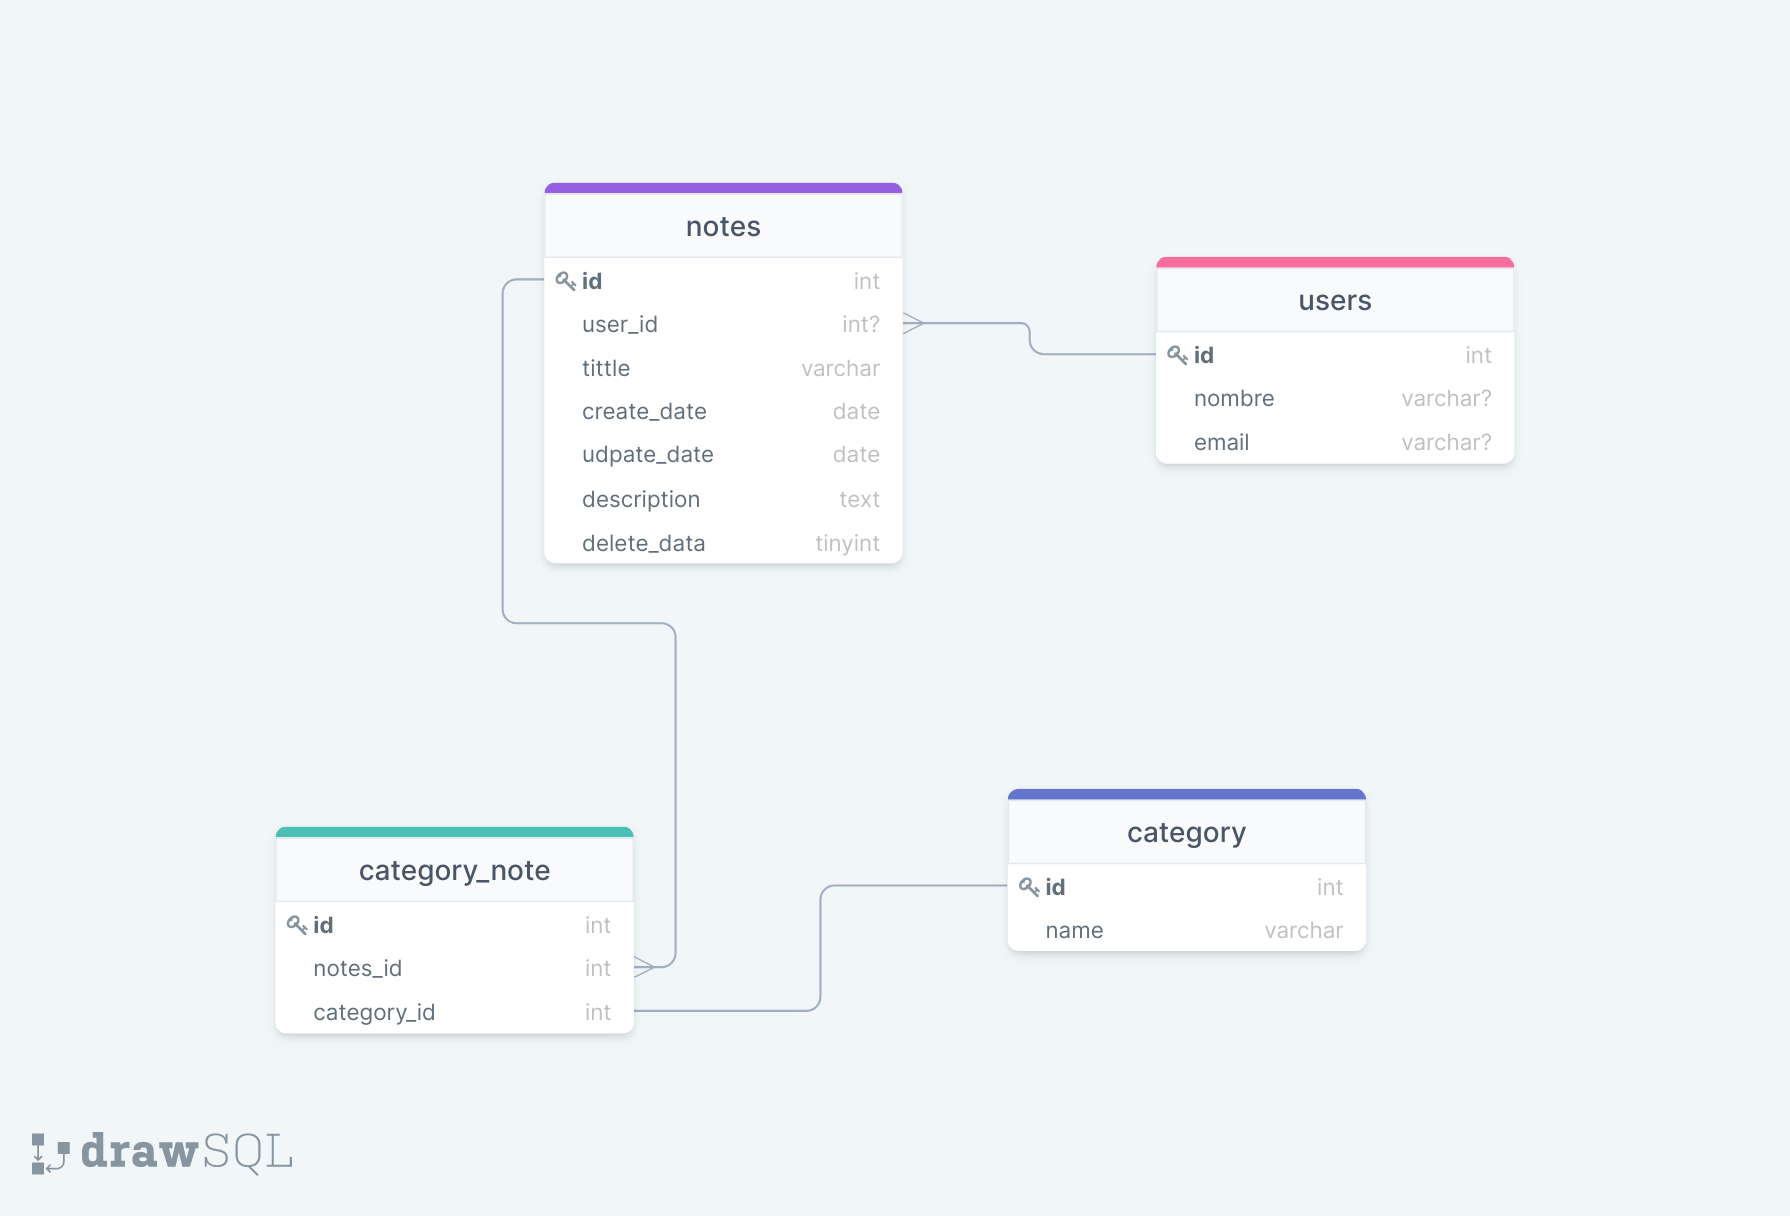 notes
id int
user_id int?
tittle varchar
create_date date
udpate_date date
description text
delete_data tinyint
users
id int
nombre varchar?
email varchar?
category_note
id int
notes_id int
category_id int
category
id int
name varchar
drawSQL